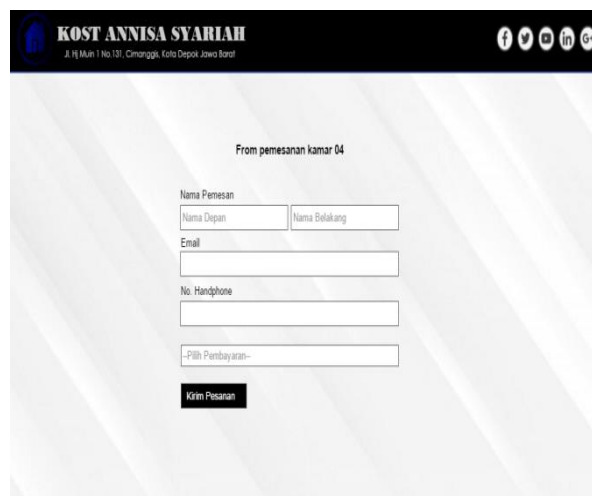 KOST ANNISA SYARIAH
Jl. Hj Muin 1 No.131, Cimanggis, Kota Depok Jawa Barat
From pemesanan kamar 04
Nama Pemesan
Nama Depan Nama Belakang
Email
No. Handphone
--Pilih Pembayaran--
Kirim Pesanan